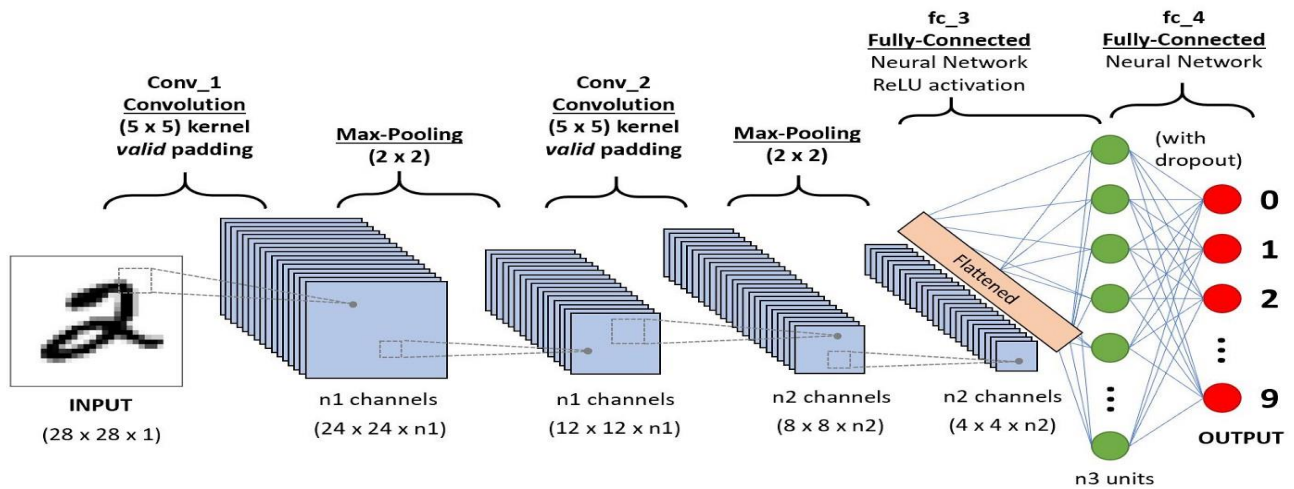 fc_3
Fully-Connected
Neural Network
ReLU activation
fc_4
Fully-Connected
Neural Network
Conv_1
Convolution
(5 x 5) kernel
valid padding
Max-Pooling
(2 x 2)
Conv_2
Convolution
(5 x 5) kernel
valid padding
Max-Pooling
(2 x 2)
(with
dropout)
Flattened
0
1
2
9
INPUT
(28 x 28 x 1)
n1 channels
(24 x 24 x n1)
n1 channels
(12 x 12 x n1)
n2 channels
(8 x 8 x n2)
n2 channels
(4 x 4 x n2)
n3 units
OUTPUT